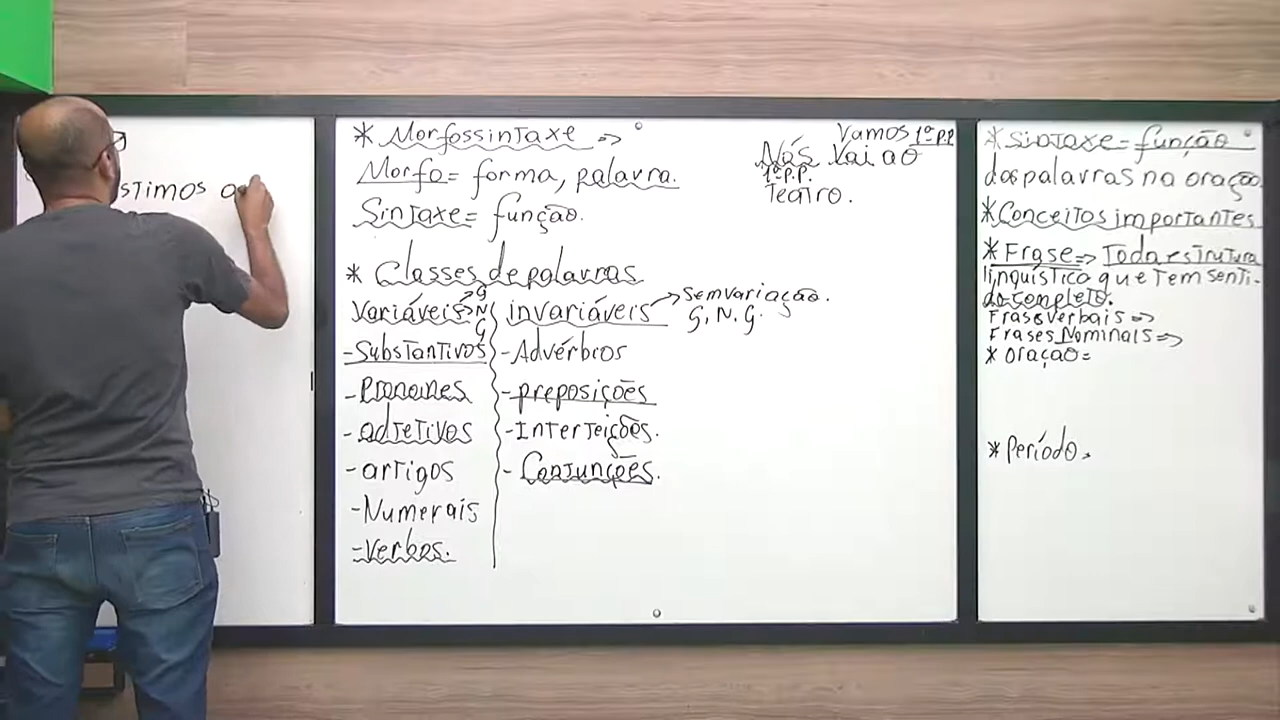 STIMOS
* Morfossintaxe =>
Morfo = forma, palavra.
Sintaxe = função.
* Classes de palavras
Variáveis G N G
- Substantivos
- Pronomes
- adjetivos
- artigos
- Numerais
- Verbos.
invariáveis → Sem variação.
G, N, G.
- Advérbios
- preposições
- Interjeições.
- Conjunções.
Vamos 1ª p.p
Nós Vai ao
1ª p.p.
Teatro.
* Sintaxe = função
das palavras na oração
* Conceitos importantes
* Frase => Toda estrutura
linguística que tem senti-
do completo.
Frases Verbais =>
Frases Nominais =>
* oração =
* Período.